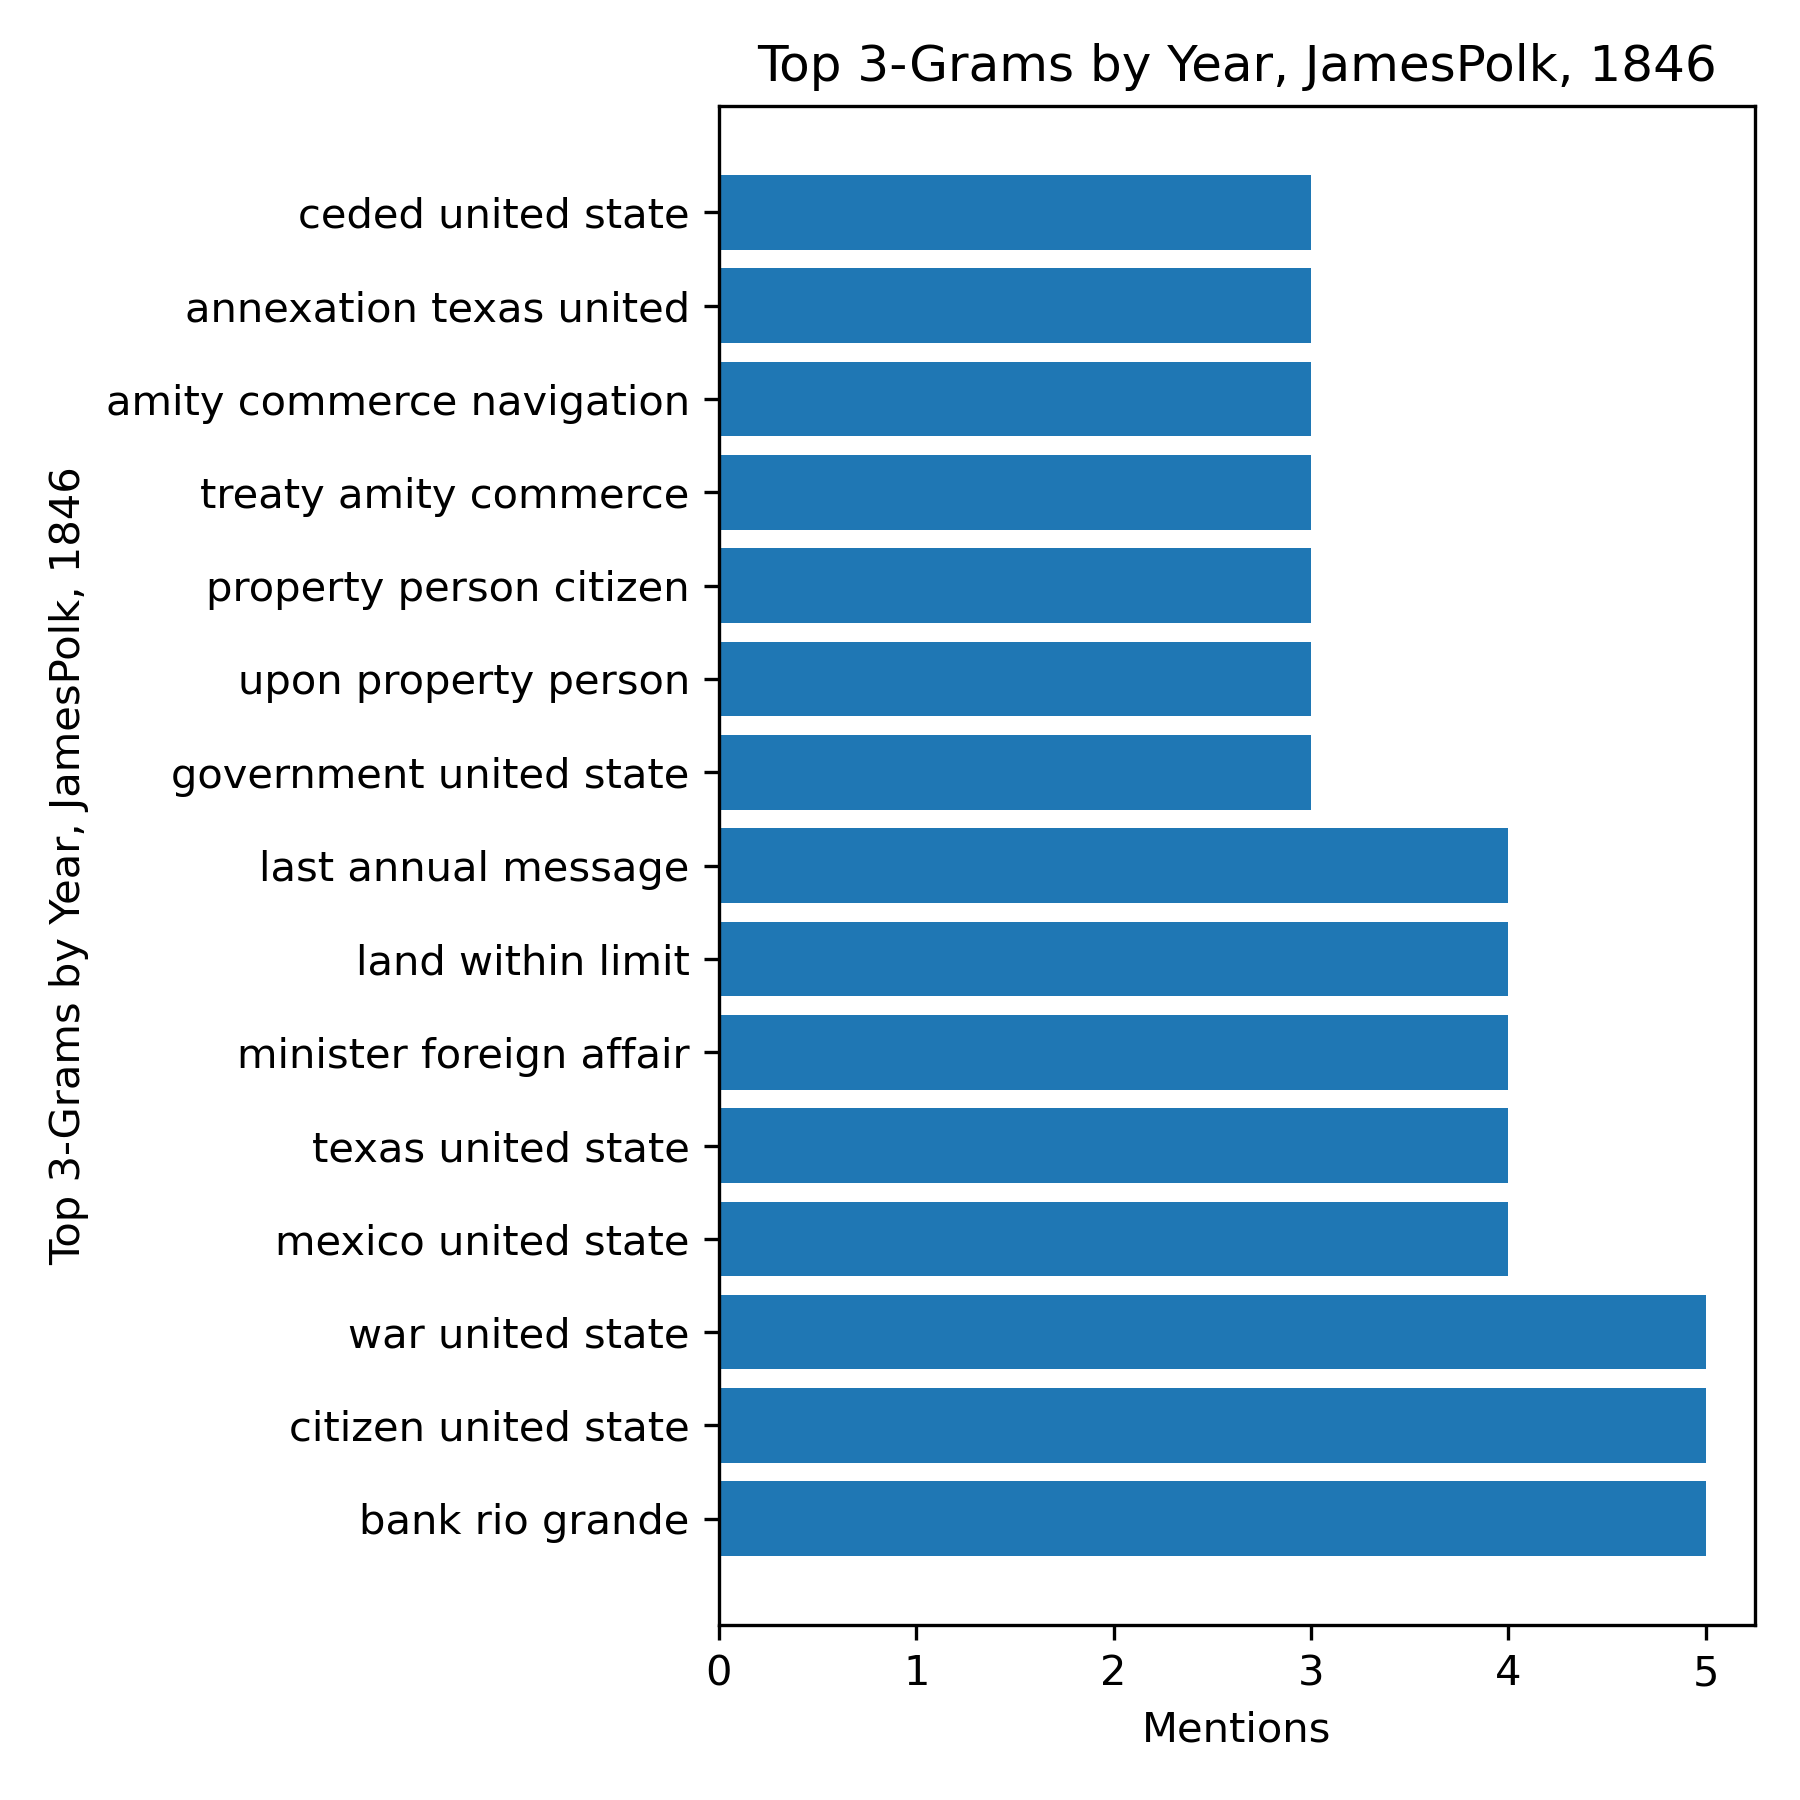 Top 3-Grams by Year, JamesPolk, 1846
Top 3-Grams by Year, JamesPolk, 1846
ceded united state
annexation texas united
amity commerce navigation
treaty amity commerce
property person citizen
upon property person
government united state
last annual message
land within limit
minister foreign affair
texas united state
mexico united state
war united state
citizen united state
bank rio grande
0 1 2 3 4 5
Mentions